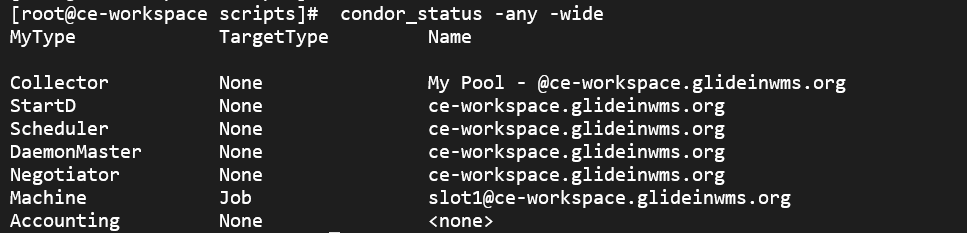 [root@ce-workspace scripts]#  condor_status -any -wide
MyType TargetType Name
Collector None My Pool - @ce-workspace.glideinwms.org
StartD None ce-workspace.glideinwms.org
Scheduler None ce-workspace.glideinwms.org
DaemonMaster None ce-workspace.glideinwms.org
Negotiator None ce-workspace.glideinwms.org
Machine Job slot1@ce-workspace.glideinwms.org
Accounting None <none>